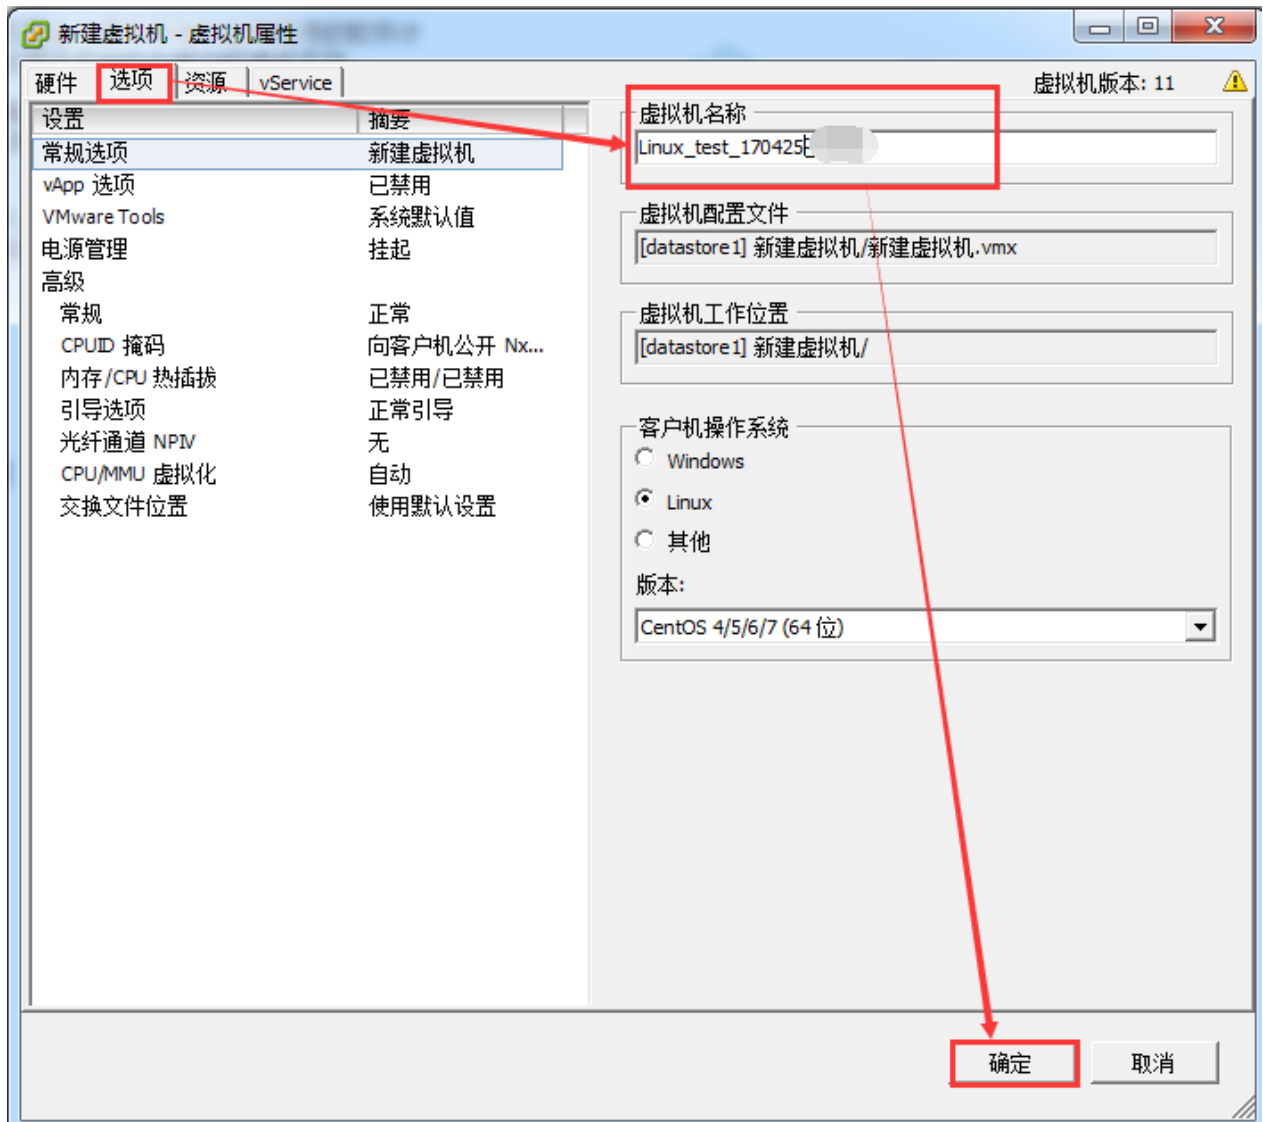 新建虚拟机 - 虚拟机属性
硬件 选项 资源 vService 虚拟机版本: 11
设置 摘要
常规选项 新建虚拟机
vApp 选项 已禁用
VMware Tools 系统默认值
电源管理 挂起
高级
常规 正常
CPUID 掩码 向客户机公开 Nx...
内存/CPU 热插拔 已禁用/已禁用
引导选项 正常引导
光纤通道 NPIV 无
CPU/MMU 虚拟化 自动
交换文件位置 使用默认设置
虚拟机名称
Linux_test_170425
虚拟机配置文件
[datastore1] 新建虚拟机/新建虚拟机.vmx
虚拟机工作位置
[datastore1] 新建虚拟机/
客户机操作系统
Windows
Linux
其他
版本:
CentOS 4/5/6/7 (64 位)
确定 取消